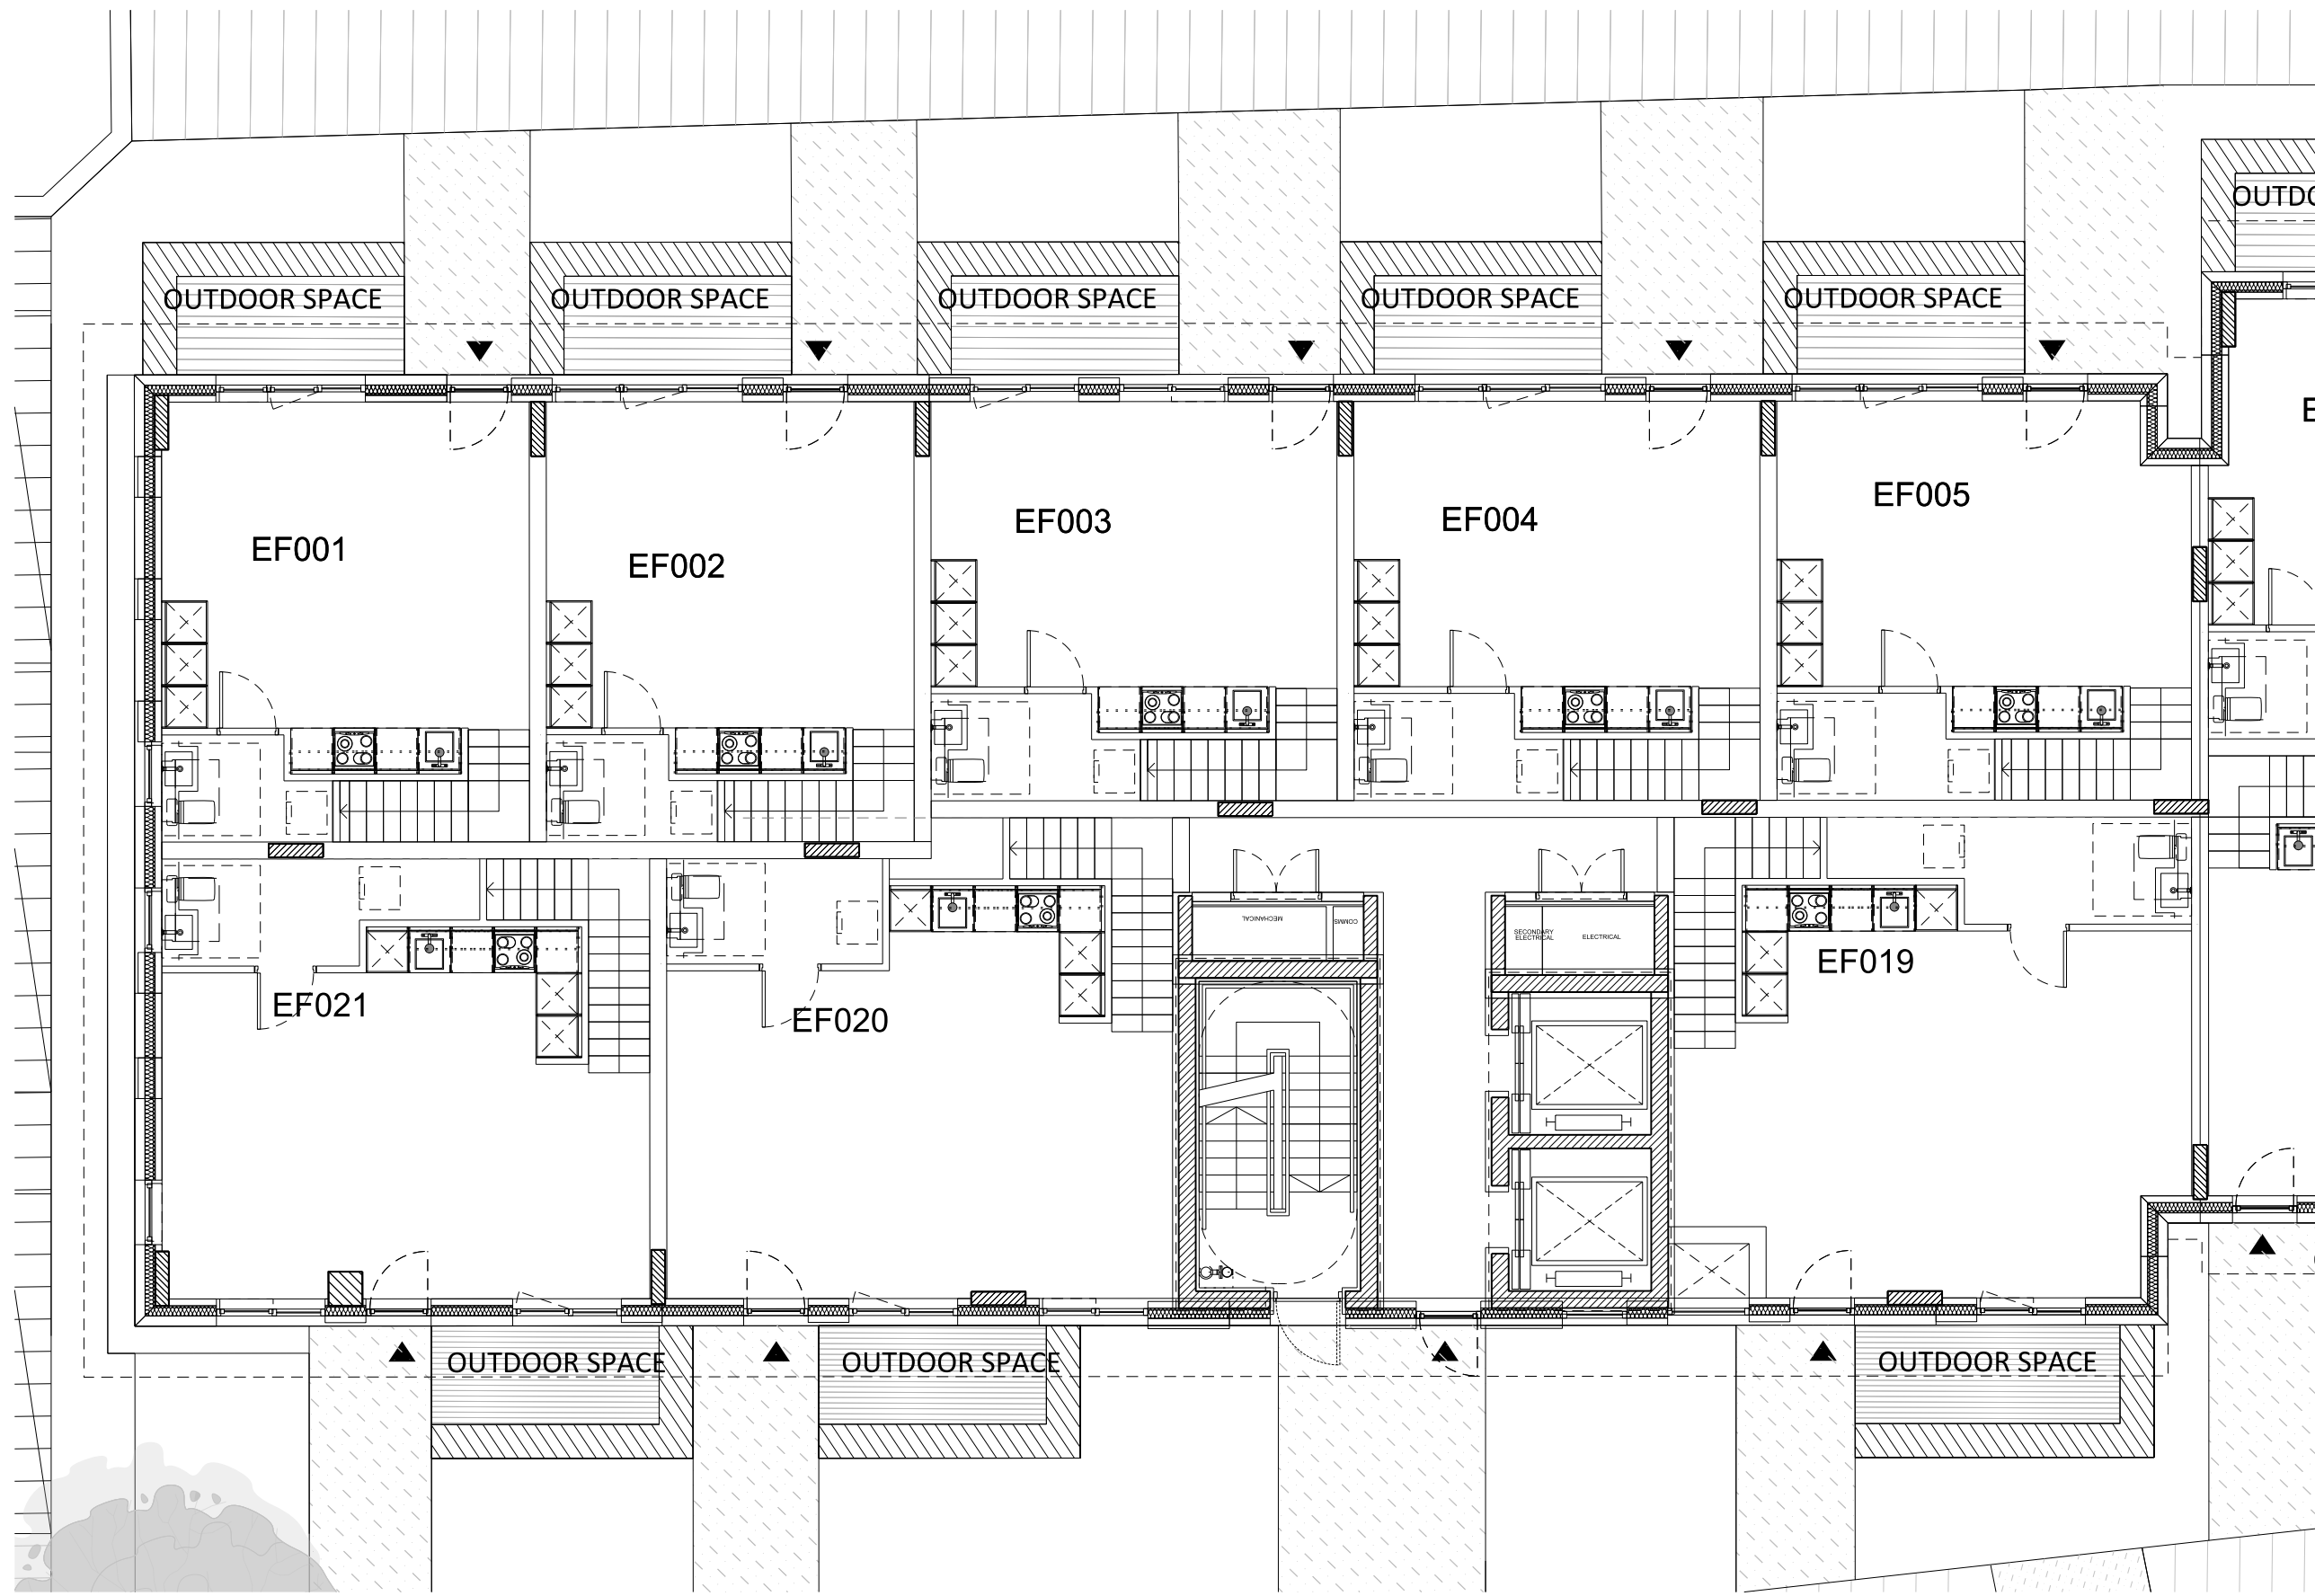 OUTDO
OUTDOOR SPACE
OUTDOOR SPACE
OUTDOOR SPACE
OUTDOOR SPACE
OUTDOOR SPACE
E
EF001
EF002
EF003
EF004
EF005
MECHANICAL
COMMS
SECONDARY
ELECTRICAL
ELECTRICAL
EF021
EF020
EF019
OUTDOOR SPACE
OUTDOOR SPACE
OUTDOOR SPACE